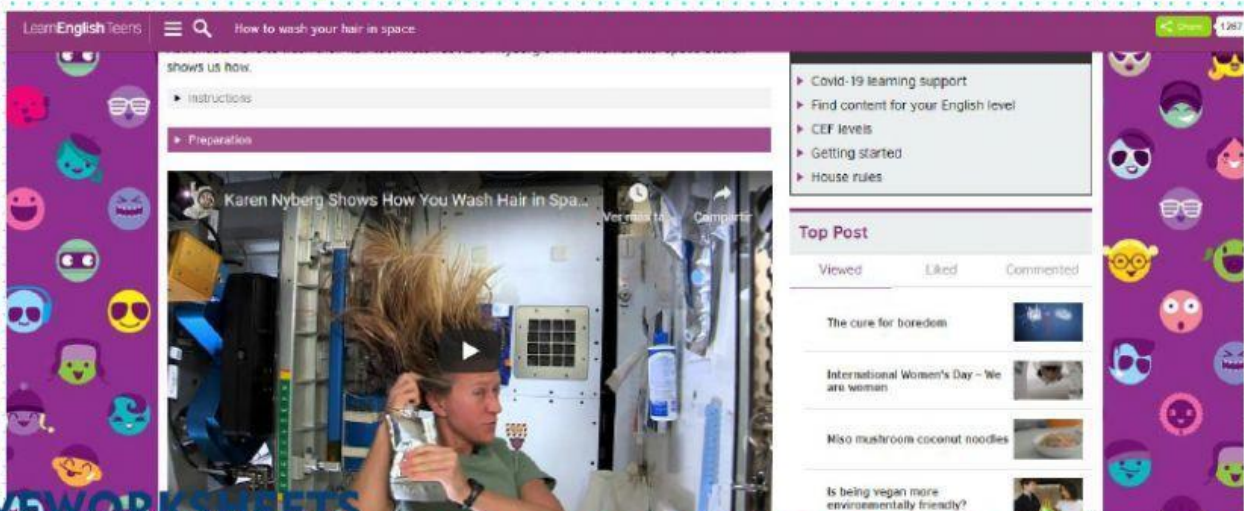 LearnEnglish Teens
How to wash your hair in space
Share
1267
shows us how.
Instructions
Preparation
Karen Nyberg Shows How You Wash Hair in Spa...
Ver más ta...
Compartir
Covid-19 learning support
Find content for your English level
CEF levels
Getting started
House rules
Top Post
Viewed Liked Commented
The cure for boredom
International Women's Day – We
are women
Miso mushroom coconut noodles
Is being vegan more
environmentally friendly?
EWORKSHEETS